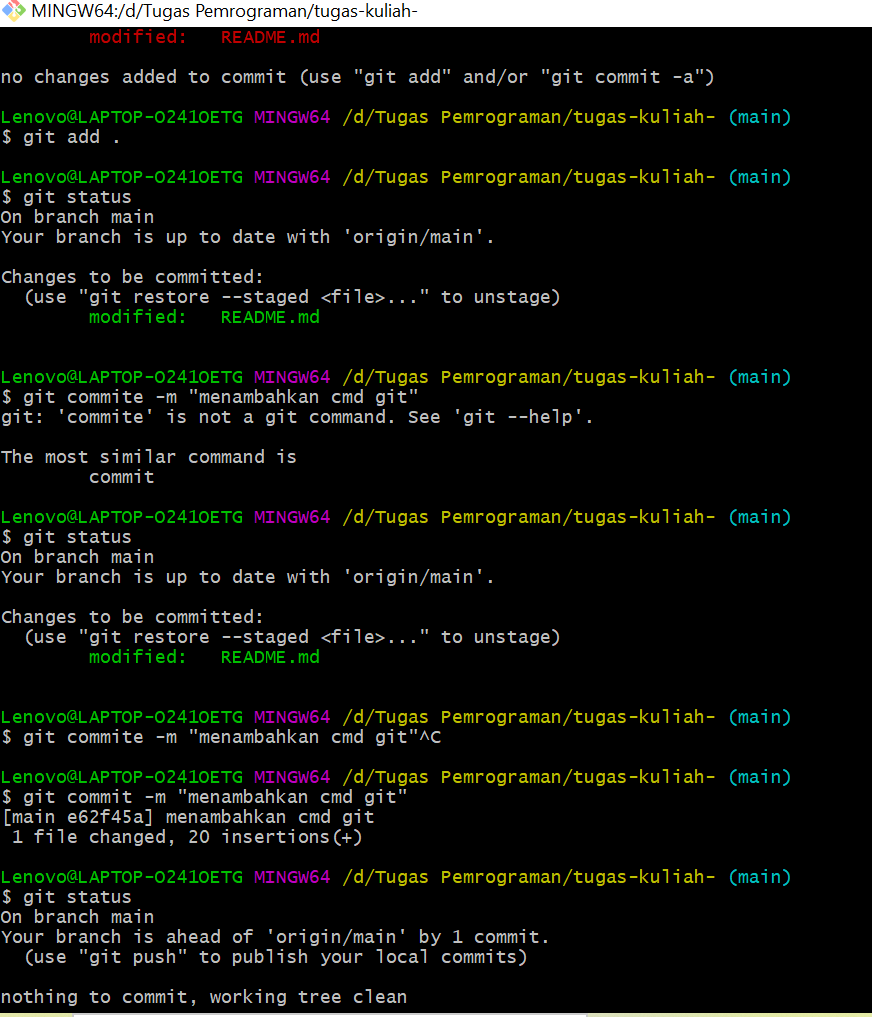 MINGW64:/d/Tugas Pemrograman/tugas-kuliah-
modified:   README.md
no changes added to commit (use "git add" and/or "git commit -a")
Lenovo@LAPTOP-O241OETG MINGW64 /d/Tugas Pemrograman/tugas-kuliah- (main)
$ git add .
Lenovo@LAPTOP-O241OETG MINGW64 /d/Tugas Pemrograman/tugas-kuliah- (main)
$ git status
On branch main
Your branch is up to date with 'origin/main'.
Changes to be committed:
  (use "git restore --staged <file>..." to unstage)
        modified:   README.md
Lenovo@LAPTOP-O241OETG MINGW64 /d/Tugas Pemrograman/tugas-kuliah- (main)
$ git commite -m "menambahkan cmd git"
git: 'commite' is not a git command. See 'git --help'.
The most similar command is
        commit
Lenovo@LAPTOP-O241OETG MINGW64 /d/Tugas Pemrograman/tugas-kuliah- (main)
$ git status
On branch main
Your branch is up to date with 'origin/main'.
Changes to be committed:
  (use "git restore --staged <file>..." to unstage)
        modified:   README.md
Lenovo@LAPTOP-O241OETG MINGW64 /d/Tugas Pemrograman/tugas-kuliah- (main)
$ git commite -m "menambahkan cmd git"^C
Lenovo@LAPTOP-O241OETG MINGW64 /d/Tugas Pemrograman/tugas-kuliah- (main)
$ git commit -m "menambahkan cmd git"
[main e62f45a] menambahkan cmd git
 1 file changed, 20 insertions(+)
Lenovo@LAPTOP-O241OETG MINGW64 /d/Tugas Pemrograman/tugas-kuliah- (main)
$ git status
On branch main
Your branch is ahead of 'origin/main' by 1 commit.
  (use "git push" to publish your local commits)
nothing to commit, working tree clean